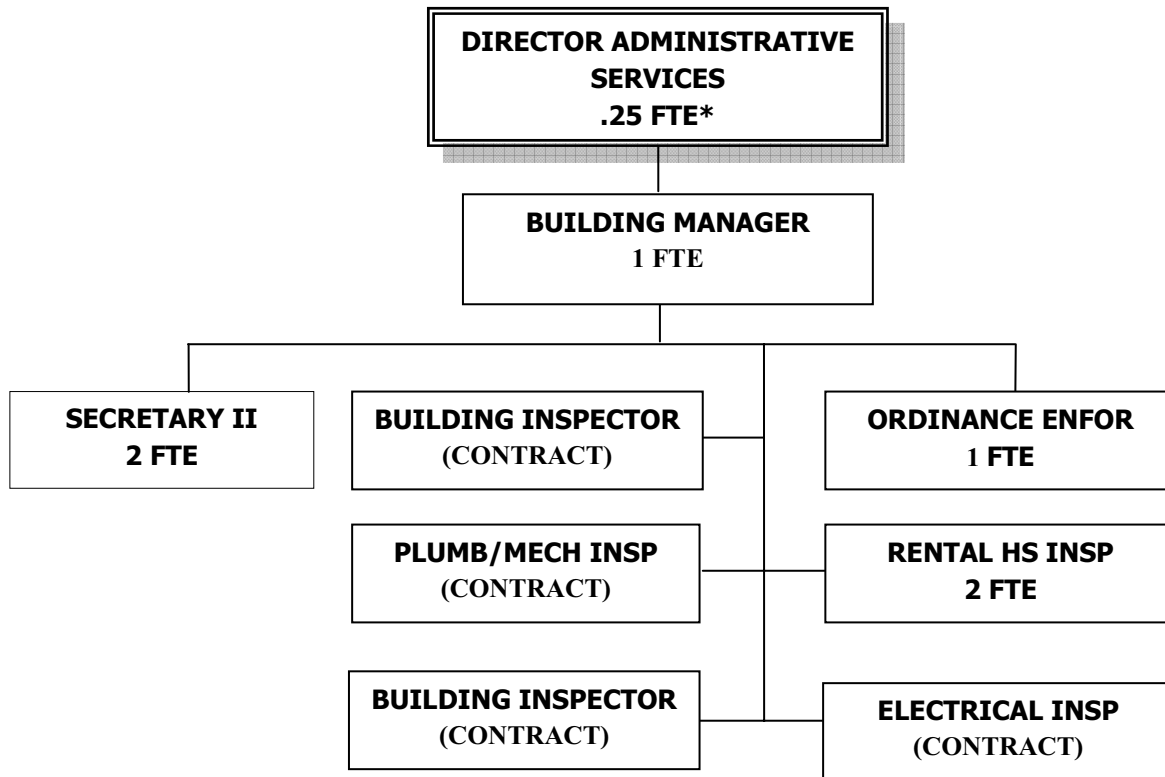 DIRECTOR ADMINISTRATIVE
SERVICES
.25 FTE*
BUILDING MANAGER
1 FTE
SECRETARY II
2 FTE
BUILDING INSPECTOR
(CONTRACT)
ORDINANCE ENFOR
1 FTE
PLUMB/MECH INSP
(CONTRACT)
RENTAL HS INSP
2 FTE
BUILDING INSPECTOR
(CONTRACT)
ELECTRICAL INSP
(CONTRACT)